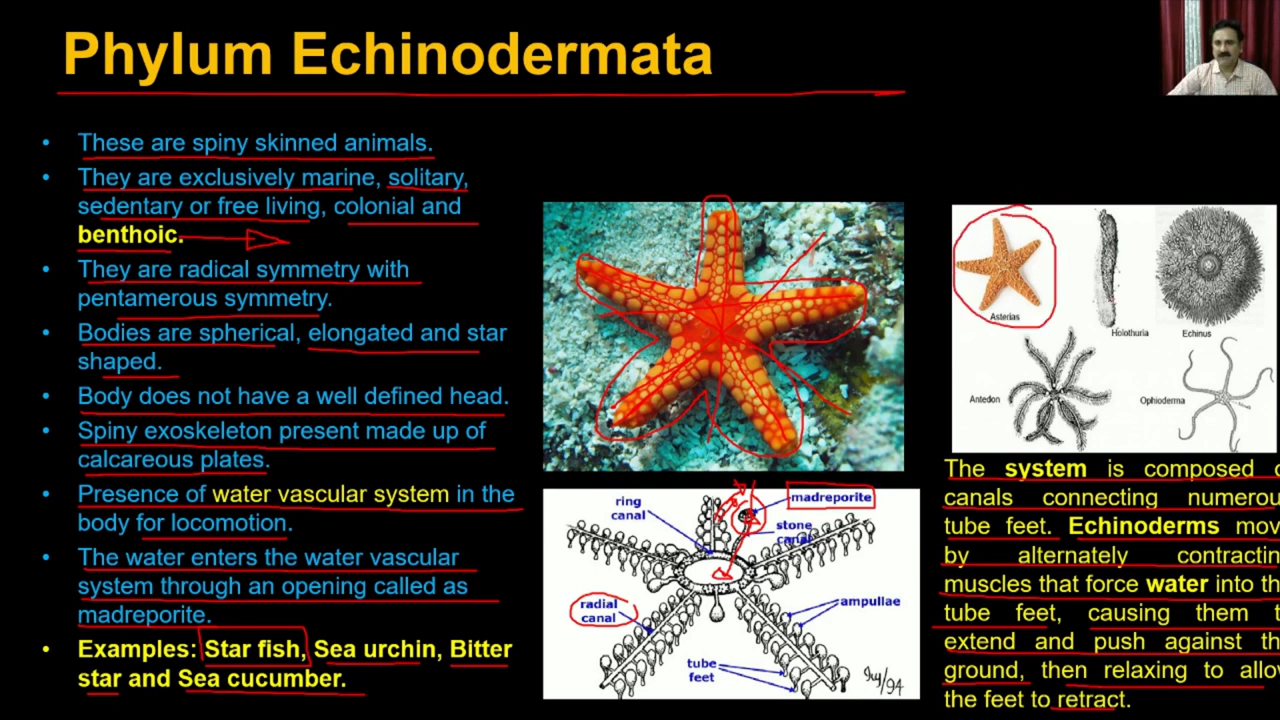 Phylum Echinodermata
• These are spiny skinned animals.
• They are exclusively marine, solitary,
sedentary or free living, colonial and
benthoic.
• They are radical symmetry with
pentamerous symmetry.
• Bodies are spherical, elongated and star
shaped.
• Body does not have a well defined head.
• Spiny exoskeleton present made up of
calcareous plates.
• Presence of water vascular system in the
body for locomotion.
• The water enters the water vascular
system through an opening called as
madreporite.
• Examples: Star fish, Sea urchin, Bitter
star and Sea cucumber.
ring
canal
madreporite
stone
canal
radial
canal
ampullae
tube
feet
Asterias
Holothuria
Echinus
Antedon
Ophioderma
The system is composed
canals connecting numerou
tube feet. Echinoderms mov
by alternately contractin
muscles that force water into th
tube feet, causing them t
extend and push against th
ground, then relaxing to allow
the feet to retract.